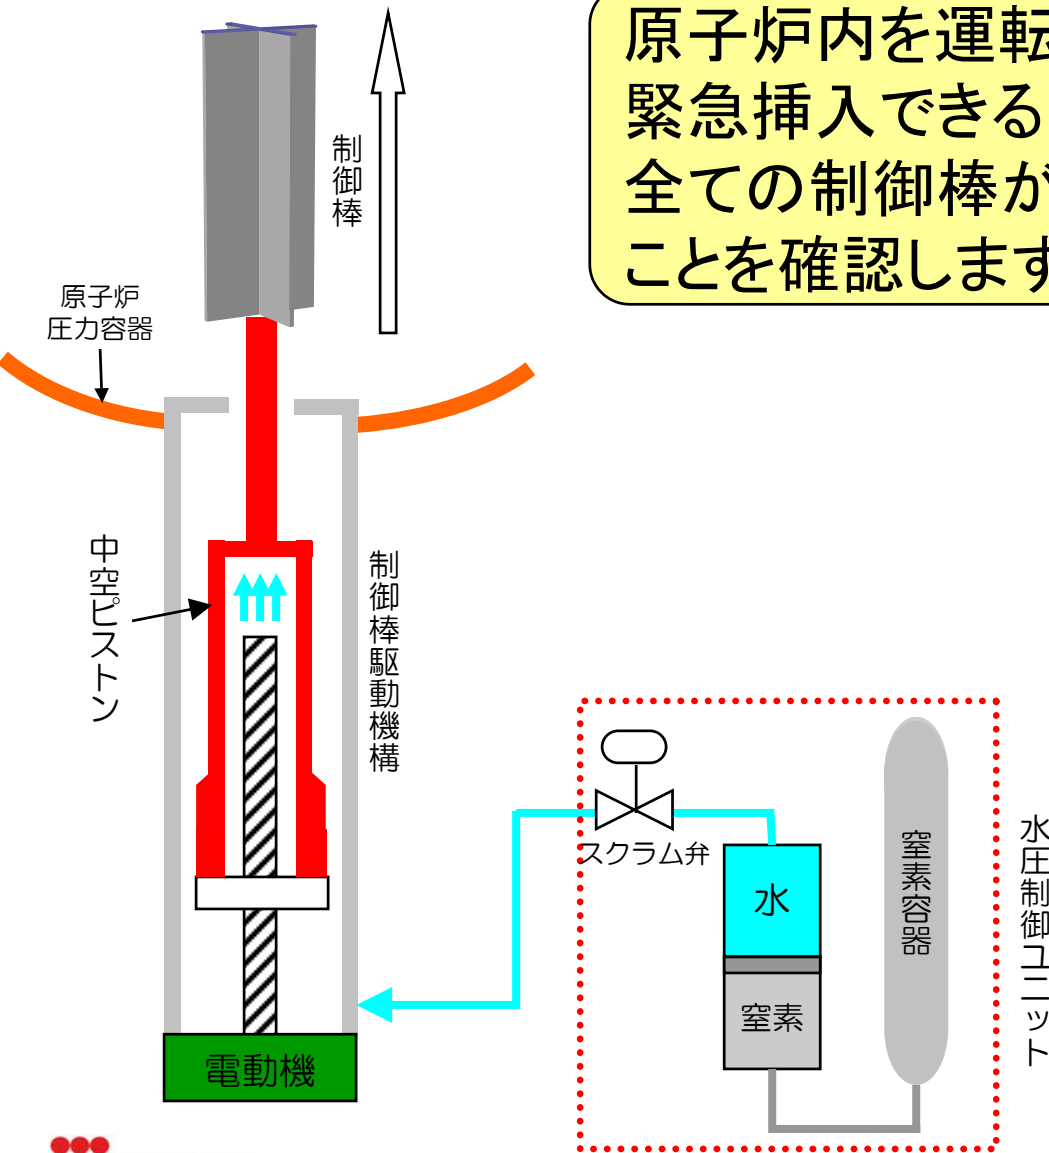 原子炉内を運転
緊急挿入できる
全ての制御棒が
ことを確認します
制御棒
原子炉
圧力容器
中空ピストン
制御棒駆動機構
スクラム弁
水
窒素
窒素容器
水圧制御ユニット
電動機